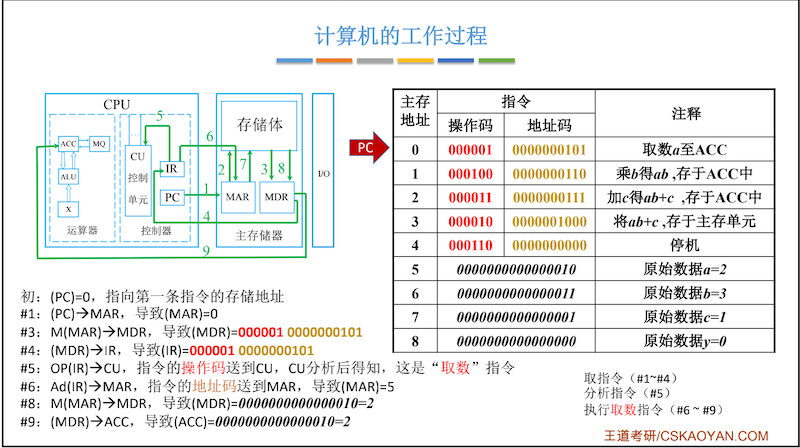 计算机的工作过程
CPU
ACC
MQ
ALU
X
运算器
CU
控制
单元
IR
PC
控制器
存储体
MAR
MDR
主存储器
I/O
5
6
2
7
3
8
1
4
9
PC
主存地址 指令 注释
操作码 地址码
0 000001 0000000101 取数a至ACC
1 000100 0000000110 乘b得ab ,存于ACC中
2 000011 0000000111 加c得ab+c ,存于ACC中
3 000010 0000001000 将ab+c ,存于主存单元
4 000110 0000000000 停机
5 0000000000000010 原始数据a=2
6 0000000000000011 原始数据b=3
7 0000000000000001 原始数据c=1
8 0000000000000000 原始数据y=0
初：(PC)=0，指向第一条指令的存储地址
#1：(PC)→MAR，导致(MAR)=0
#3：M(MAR)→MDR，导致(MDR)=000001 0000000101
#4：(MDR)→IR，导致(IR)=000001 0000000101
#5：OP(IR)→CU，指令的操作码送到CU，CU分析后得知，这是“取数”指令
#6：Ad(IR)→MAR，指令的地址码送到MAR，导致(MAR)=5
#8：M(MAR)→MDR，导致(MDR)=0000000000000010=2
#9：(MDR)→ACC，导致(ACC)=0000000000000010=2
取指令（#1~#4）
分析指令（#5）
执行取数指令（#6 ~ #9）
王道考研/CSKAOYAN.COM